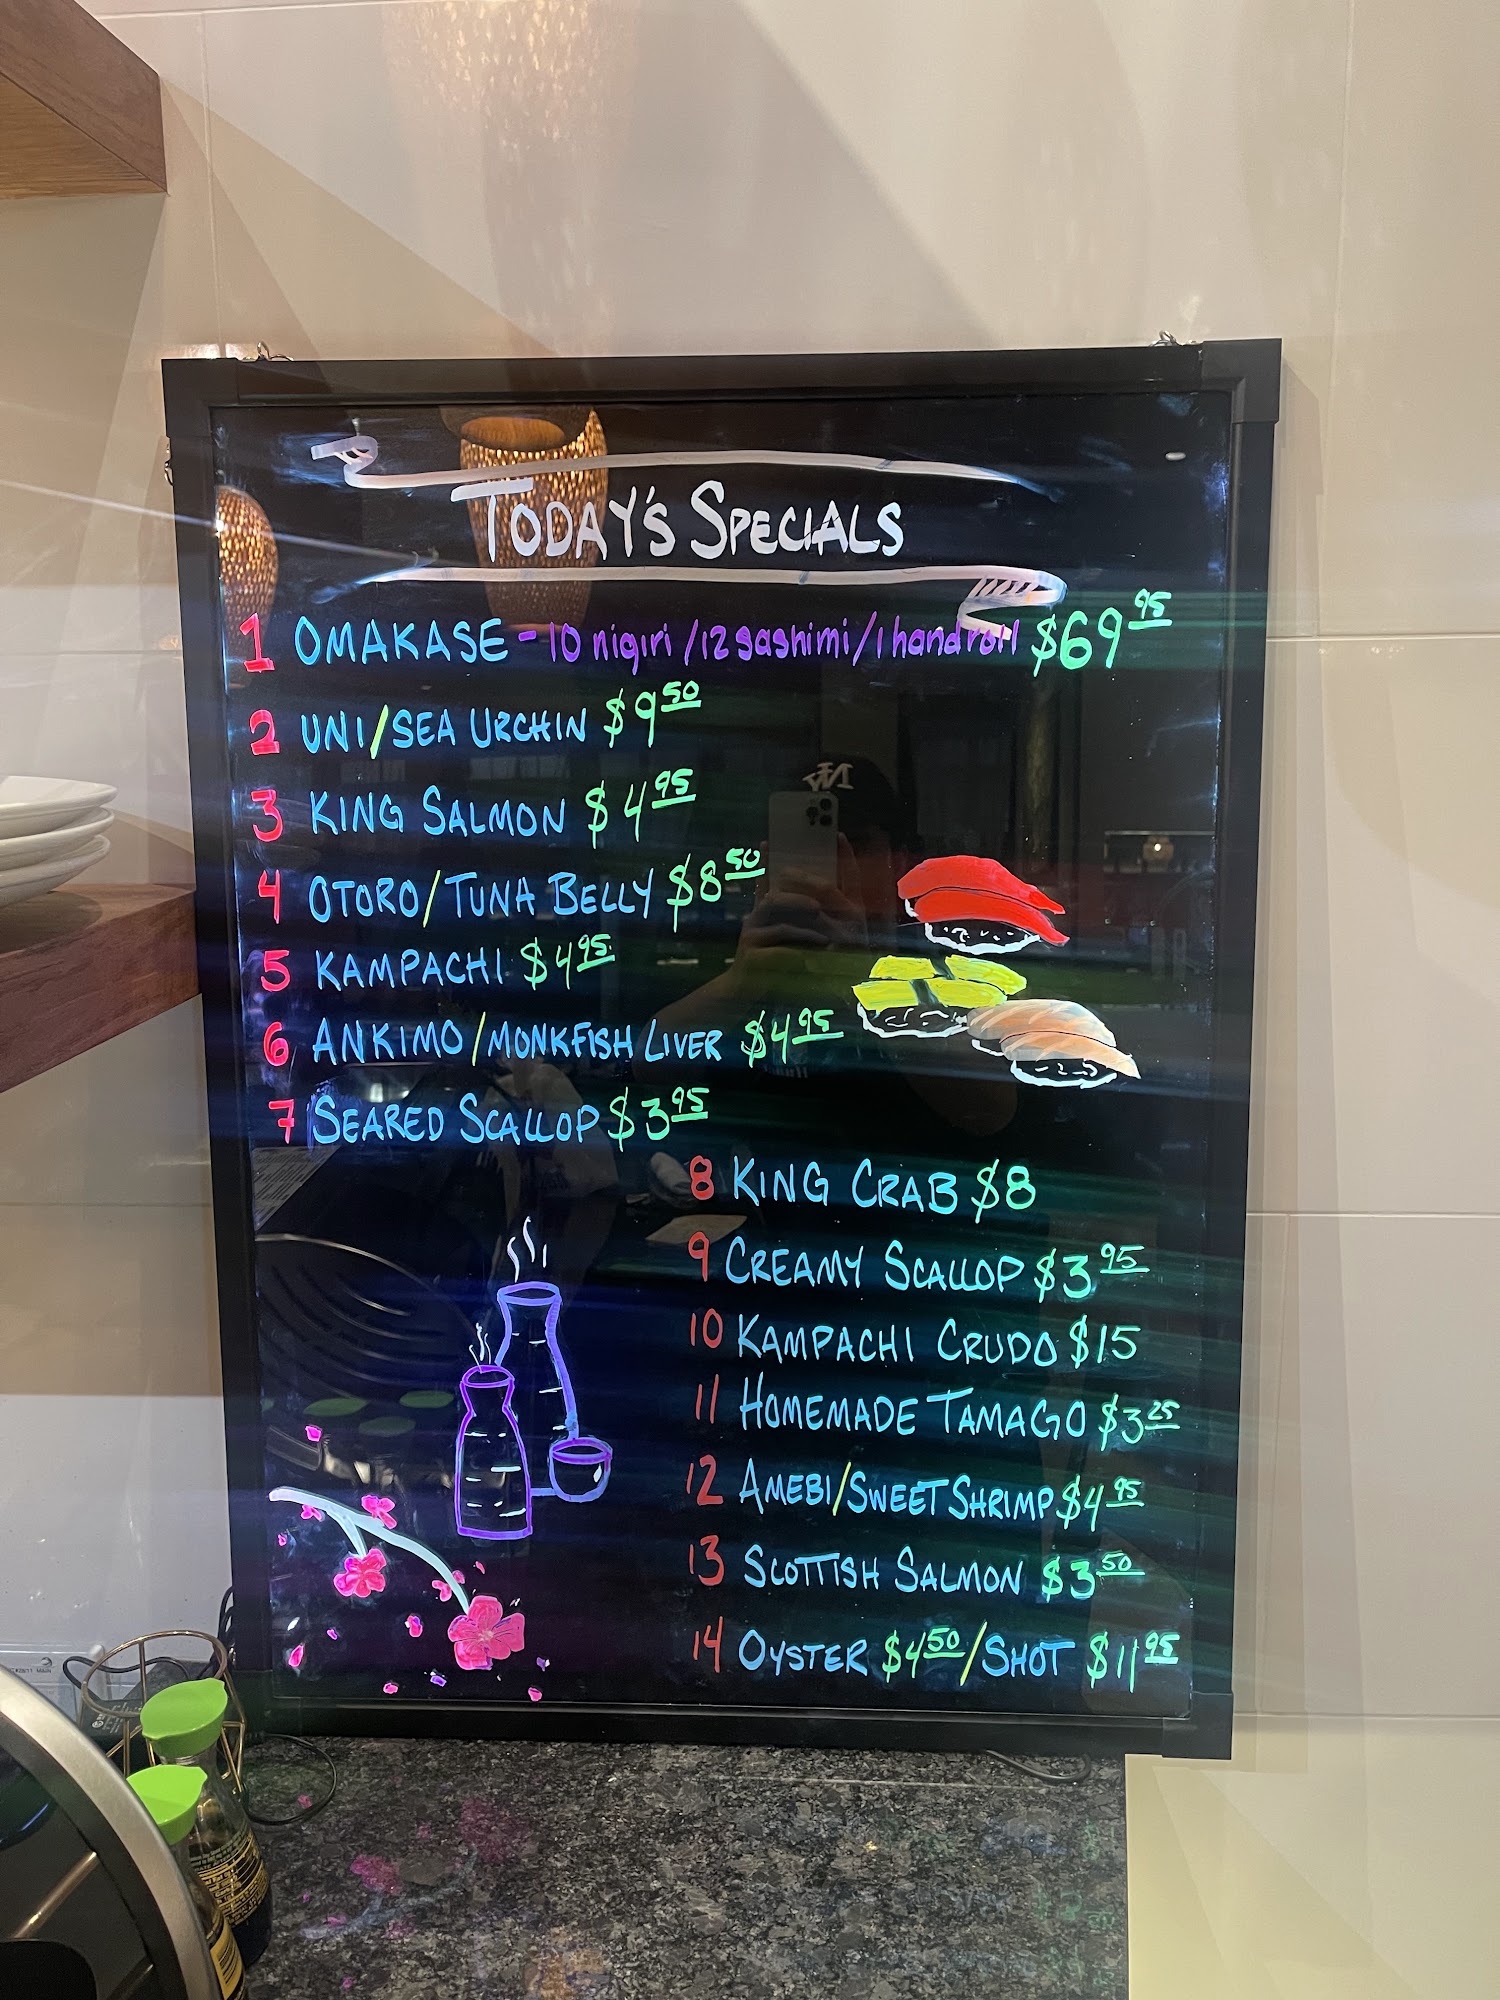 TODAY'S SPECIALS
1 OMAKASE - 10 nigiri /12 sashimi/1 hand roll $69.95
2 UNI/SEA URCHIN $9.50
3 KING SALMON $4.95
4 OTORO/TUNA BELLY $8.50
5 KAMPACHI $4.95
6 ANKIMO/MONKFISH LIVER $4.95
7 SEARED SCALLOP $3.95
8 KING CRAB $8
9 CREAMY SCALLOP $3.95
10 KAMPACHI CRUDO $15
11 HOMEMADE TAMAGO $3.25
12 AMEBI/SWEET SHRIMP $4.95
13 SCOTTISH SALMON $3.50
14 OYSTER $4.50/SHOT $11.95